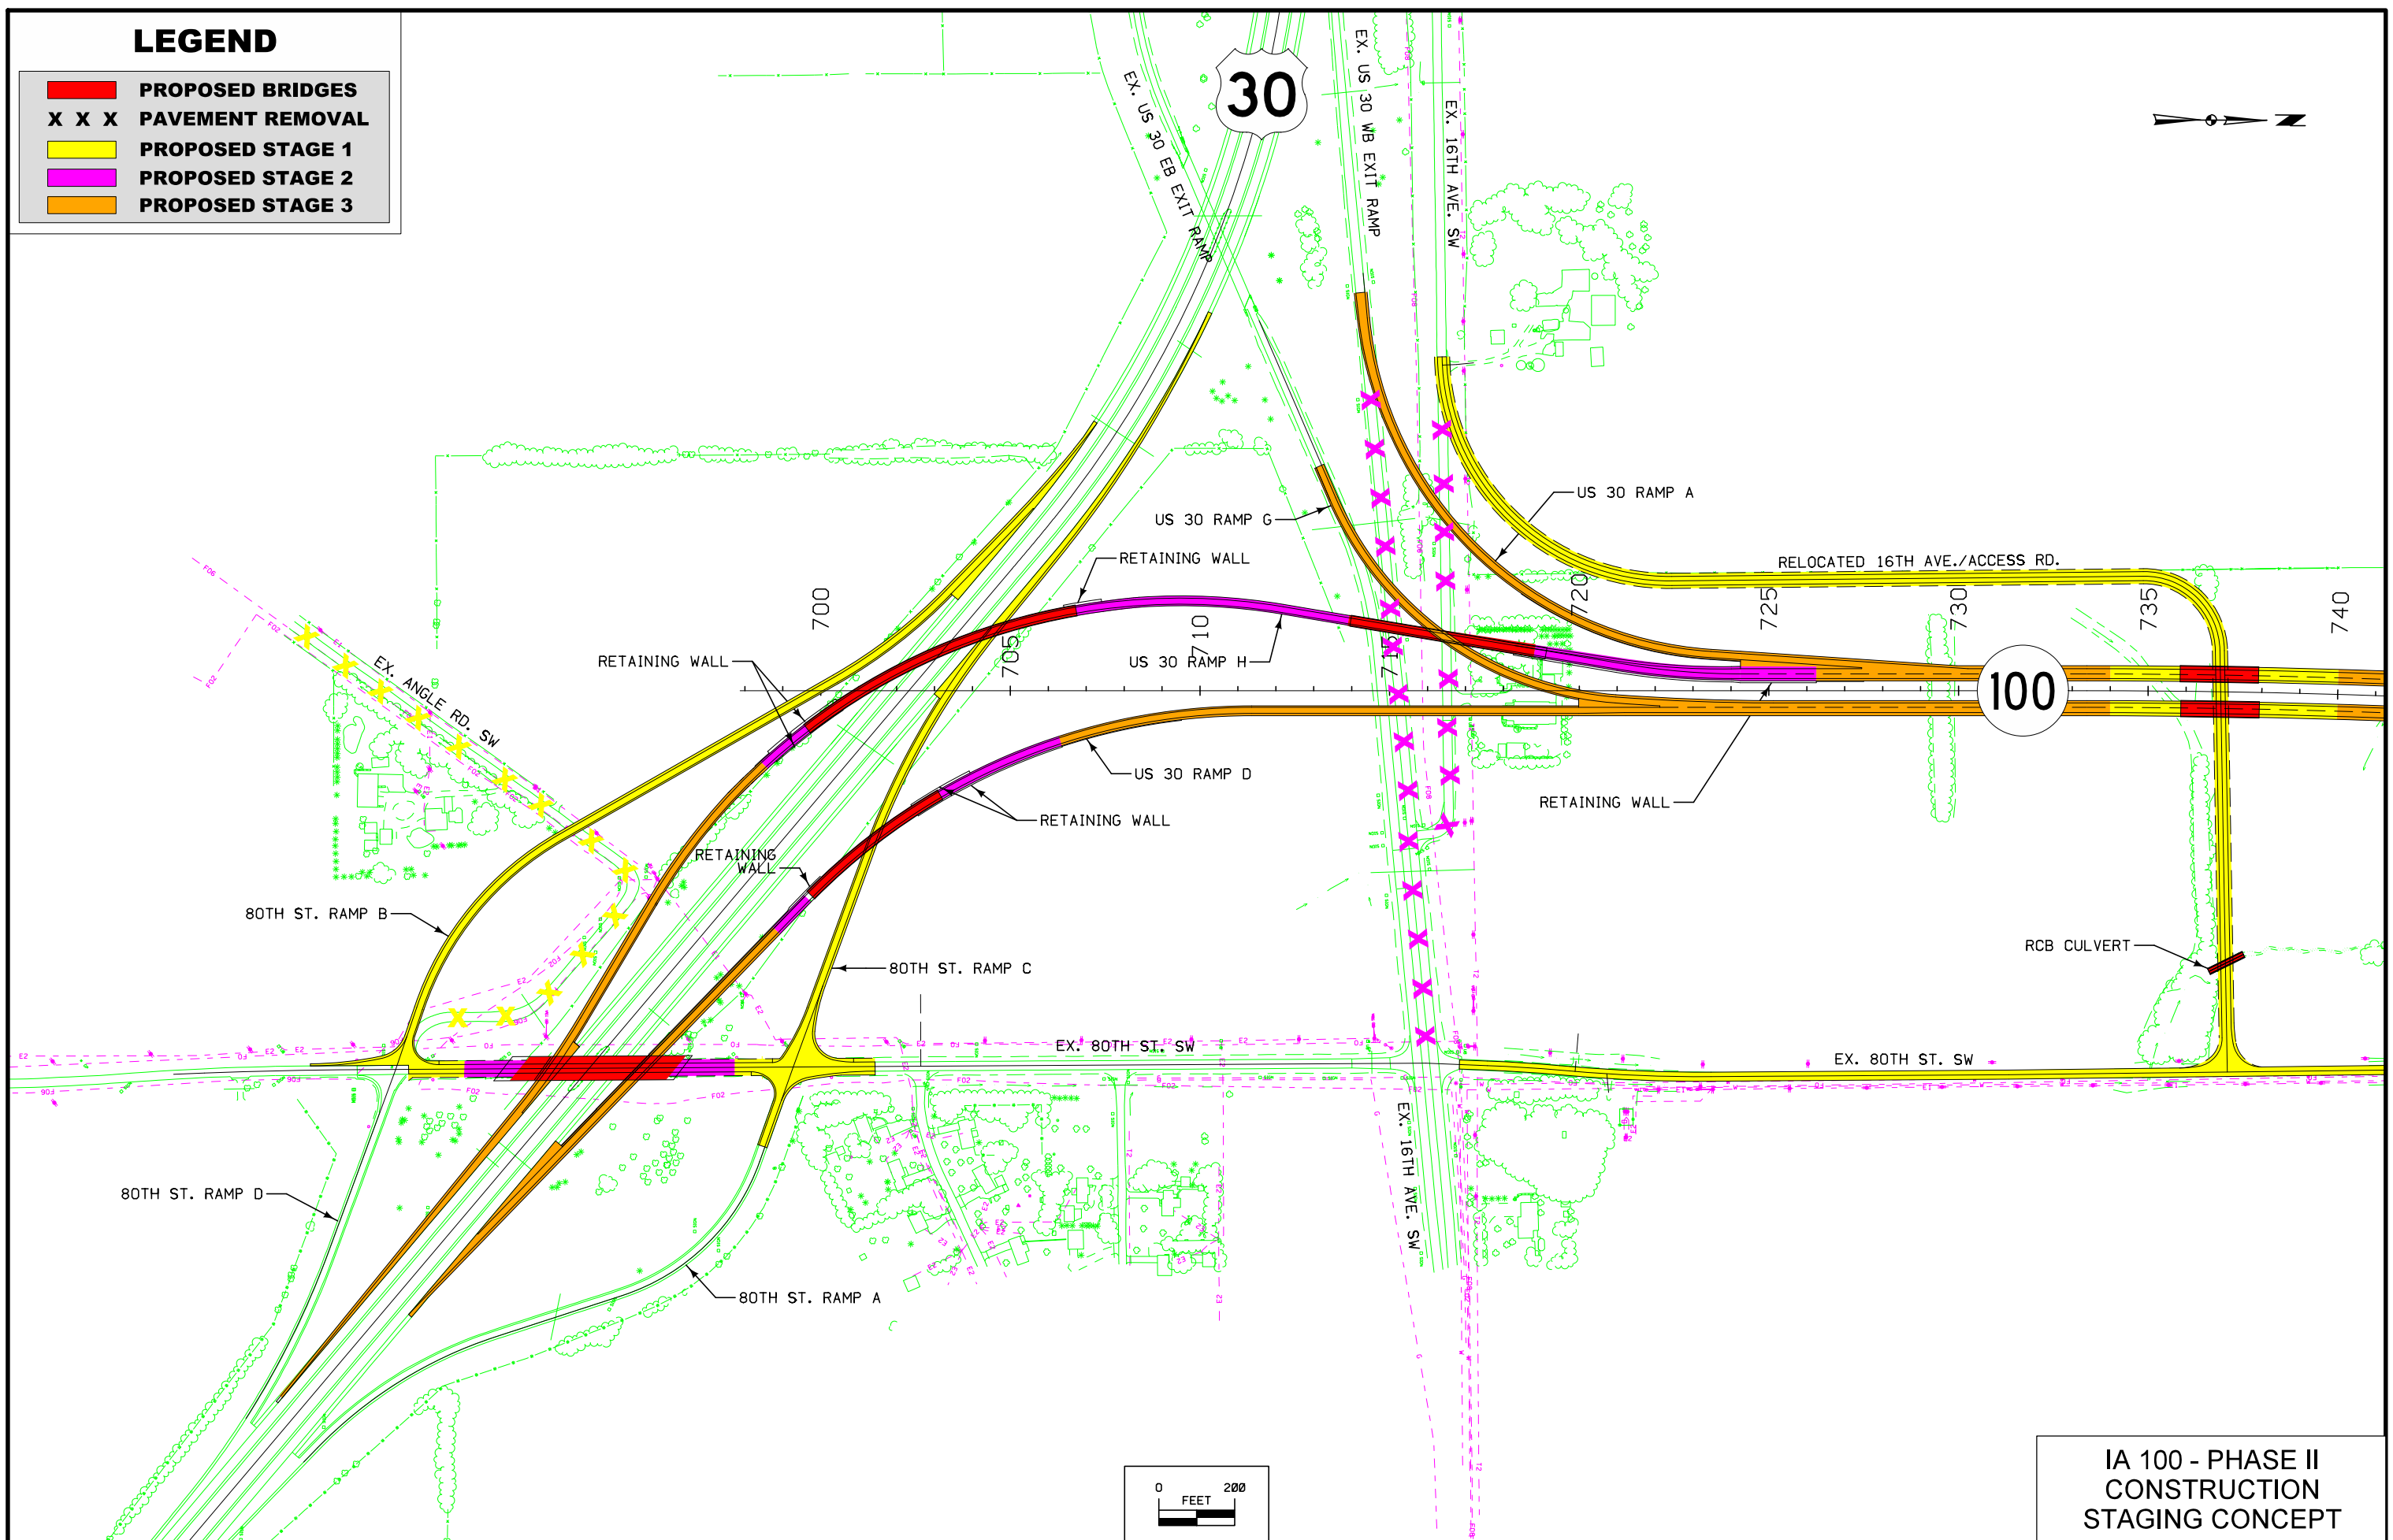 LEGEND
PROPOSED BRIDGES
X X X PAVEMENT REMOVAL
PROPOSED STAGE 1
PROPOSED STAGE 2
PROPOSED STAGE 3
30
EX. US 30 EB EXIT RAMP
EX. US 30 WB EXIT RAMP
EX. 16TH AVE. SW
N
US 30 RAMP A
US 30 RAMP G
RETAINING WALL
RELOCATED 16TH AVE./ACCESS RD.
700
705
710
715
720
725
730
735
740
RETAINING WALL
US 30 RAMP H
EX. ANGLE RD. SW
100
US 30 RAMP D
RETAINING WALL
RETAINING WALL
RETAINING
WALL
80TH ST. RAMP B
80TH ST. RAMP C
RCB CULVERT
EX. 80TH ST. SW
EX. 80TH ST. SW
EX. 16TH AVE. SW
80TH ST. RAMP D
80TH ST. RAMP A
0 200
FEET
IA 100 - PHASE II
CONSTRUCTION
STAGING CONCEPT